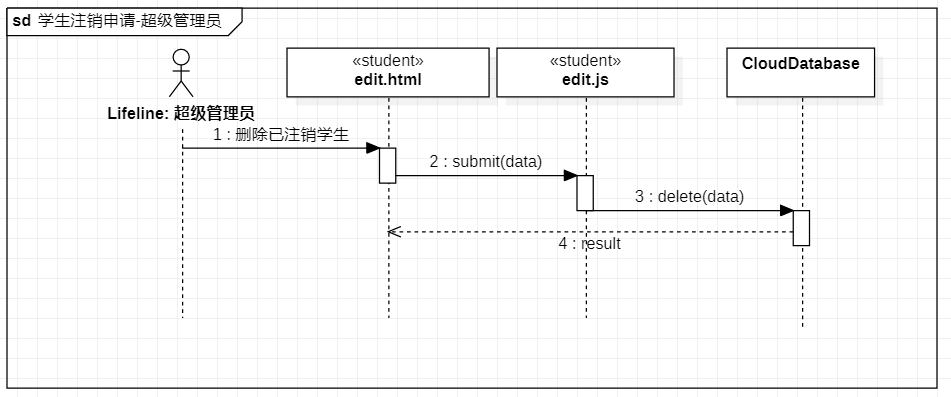 sd 学生注销申请-超级管理员
«student»
edit.html
«student»
edit.js
CloudDatabase
Lifeline: 超级管理员
1 : 删除已注销学生
2 : submit(data)
3 : delete(data)
4 : result